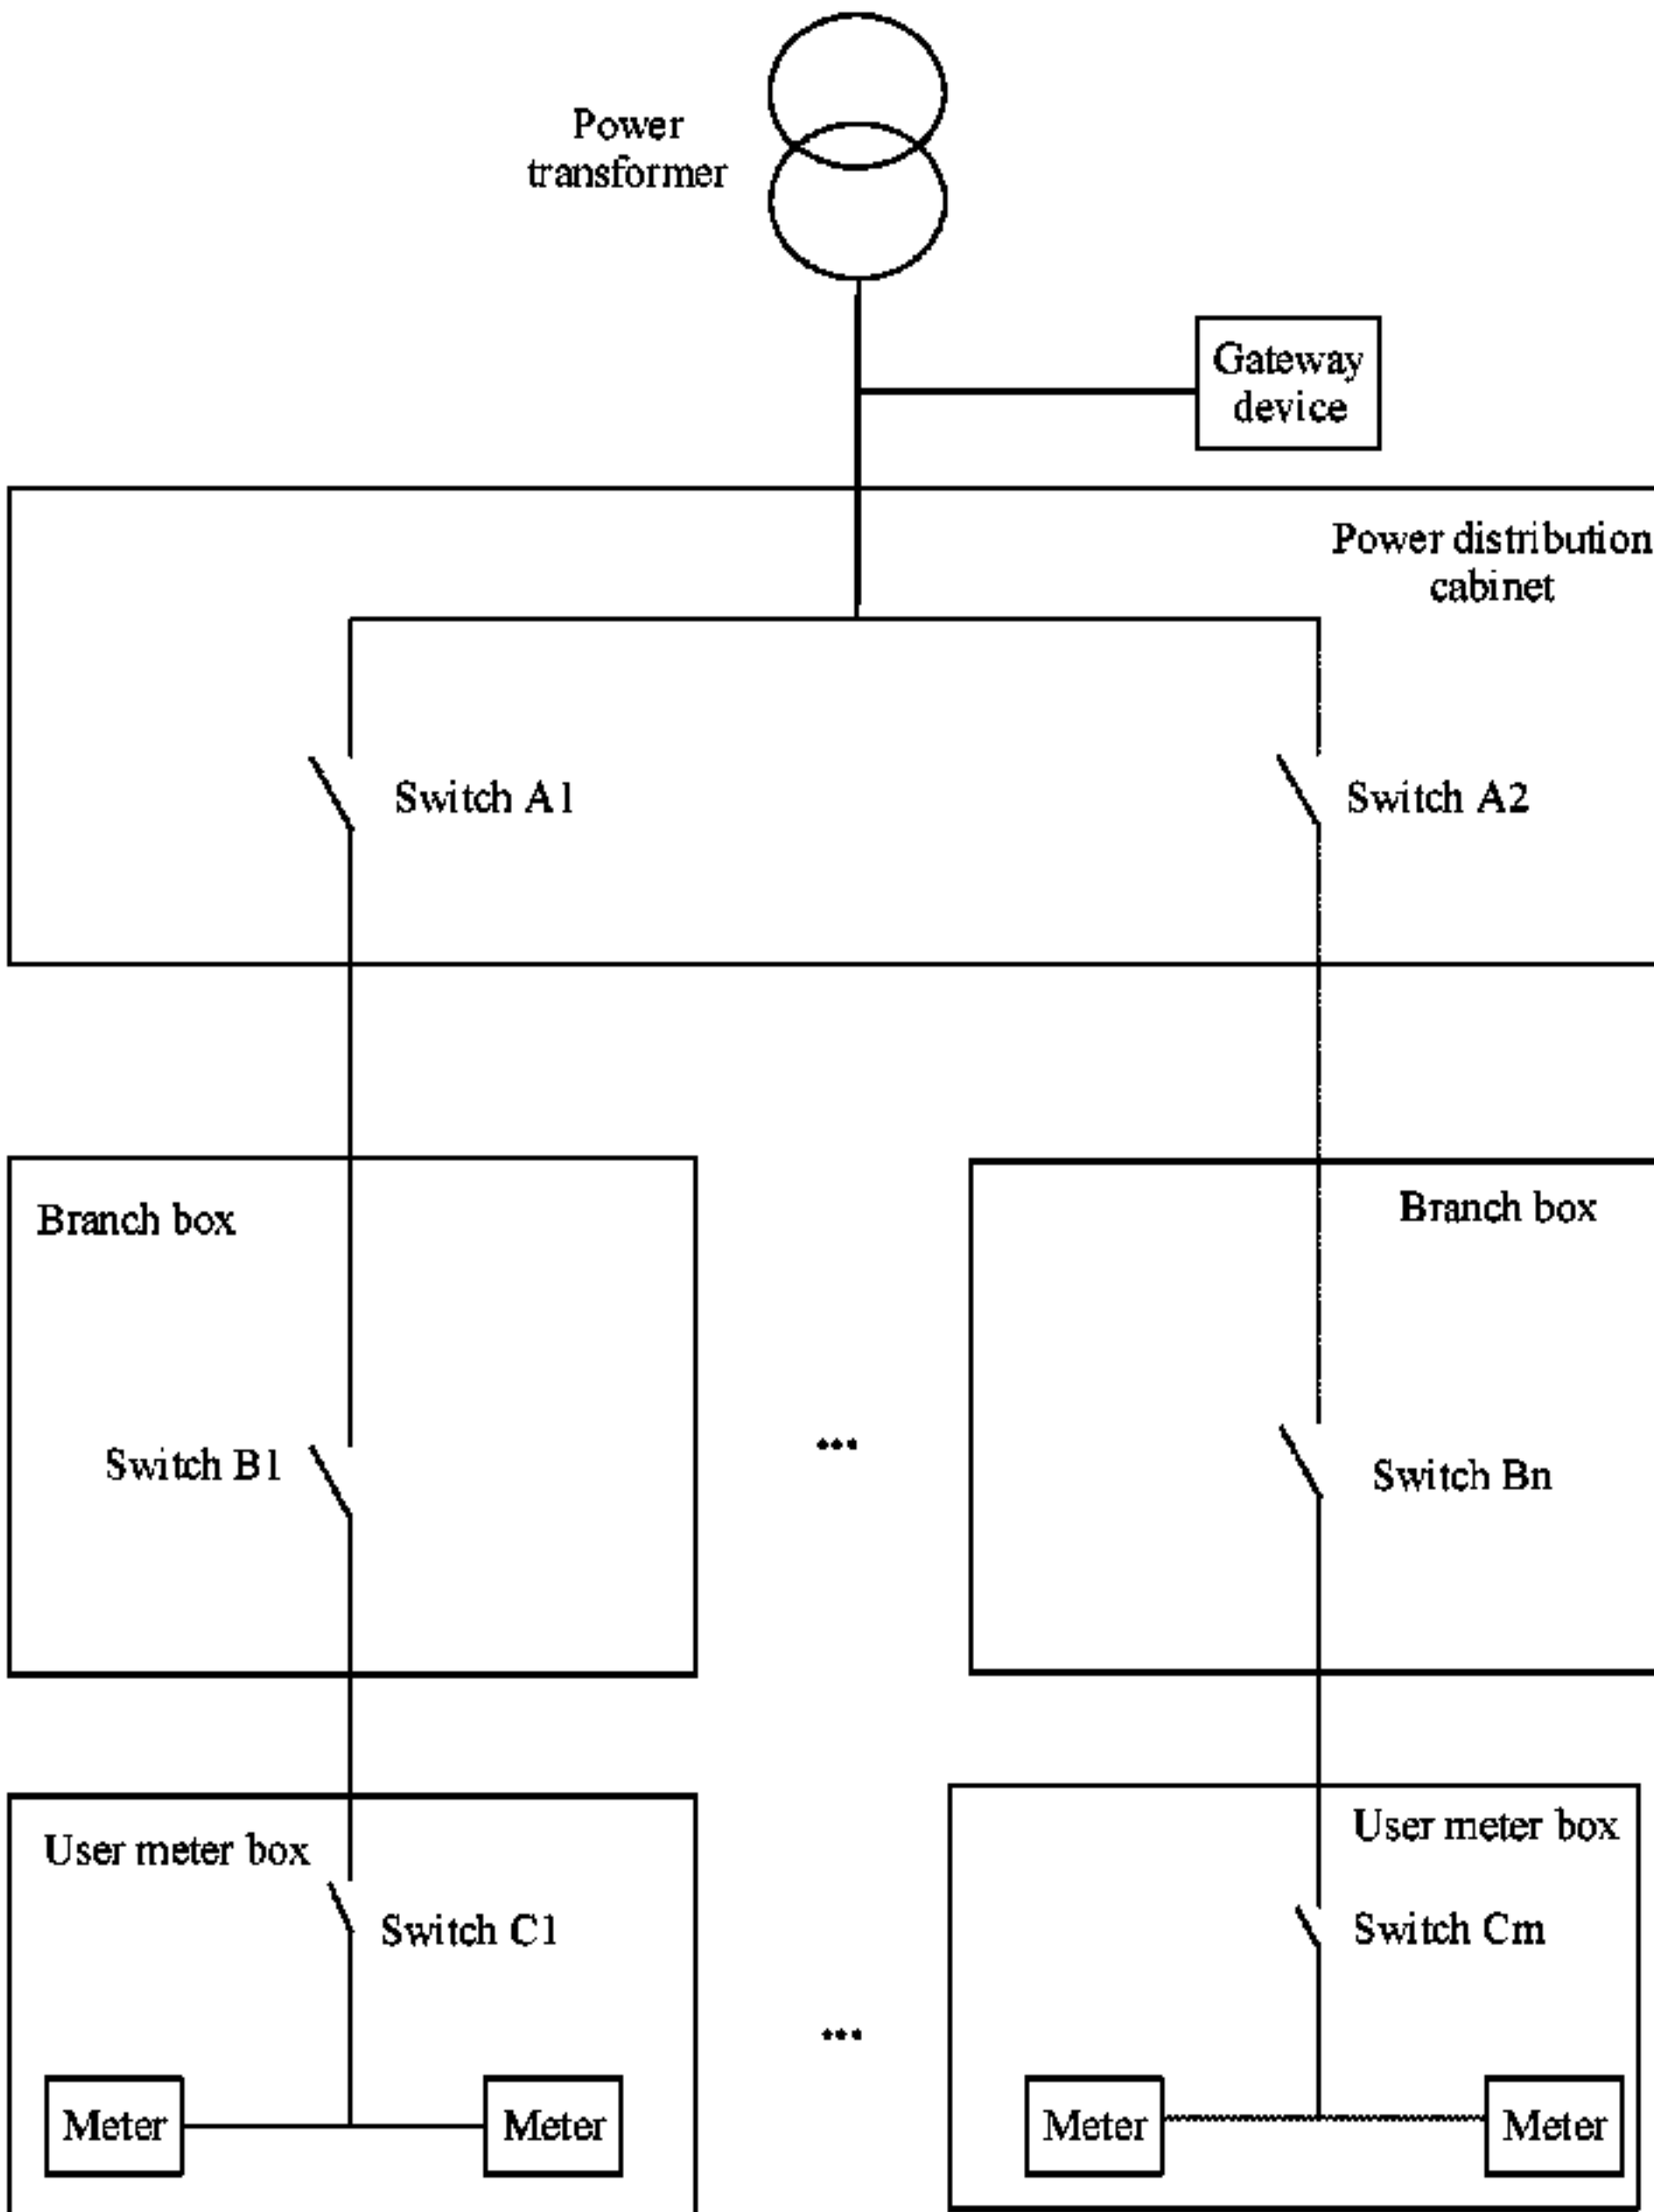 Power
transformer
Gateway
device
Power distribution
cabinet
Switch A1
Switch A2
Branch box
Branch box
Switch B1
...
Switch Bn
User meter box
User meter box
Switch C1
Switch Cm
...
Meter
Meter
Meter
Meter